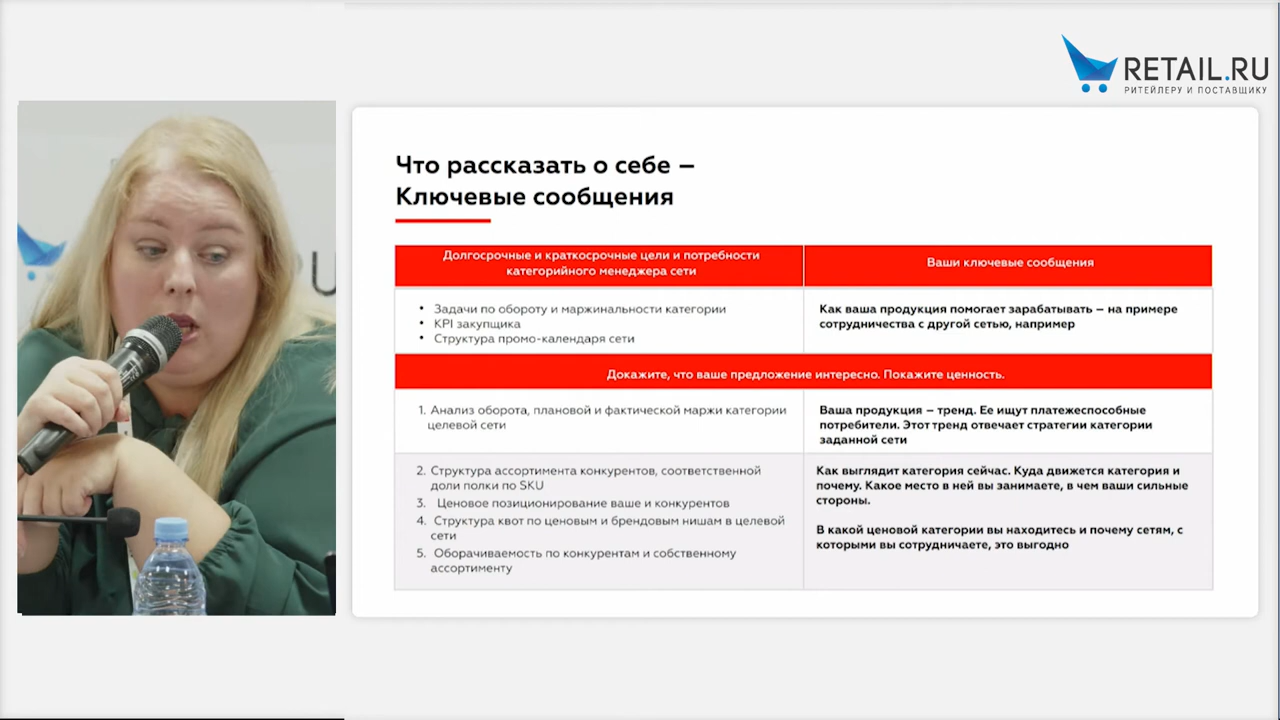 RETAIL.RU
РИТЕЙЛЕРУ И ПОСТАВЩИКУ
Что рассказать о себе –
Ключевые сообщения
Долгосрочные и краткосрочные цели и потребности
категорийного менеджера сети
Ваши ключевые сообщения
• Задачи по обороту и маржинальности категории
• KPI закупщика
• Структура промо-календаря сети
Как ваша продукция помогает зарабатывать – на примере
сотрудничества с другой сетью, например
Докажите, что ваше предложение интересно. Покажите ценность.
1. Анализ оборота, плановой и фактической маржи категории
целевой сети
Ваша продукция – тренд. Ее ищут платежеспособные
потребители. Этот тренд отвечает стратегии категории
заданной сети
2. Структура ассортимента конкурентов, соответственной
доли полки по SKU
3. Ценовое позиционирование ваше и конкурентов
4. Структура квот по ценовым и брендовым нишам в целевой
сети
5. Оборачиваемость по конкурентам и собственному
ассортименту
Как выглядит категория сейчас. Куда движется категория и
почему. Какое место в ней вы занимаете, в чем ваши сильные
стороны.
В какой ценовой категории вы находитесь и почему сетям, с
которыми вы сотрудничаете, это выгодно